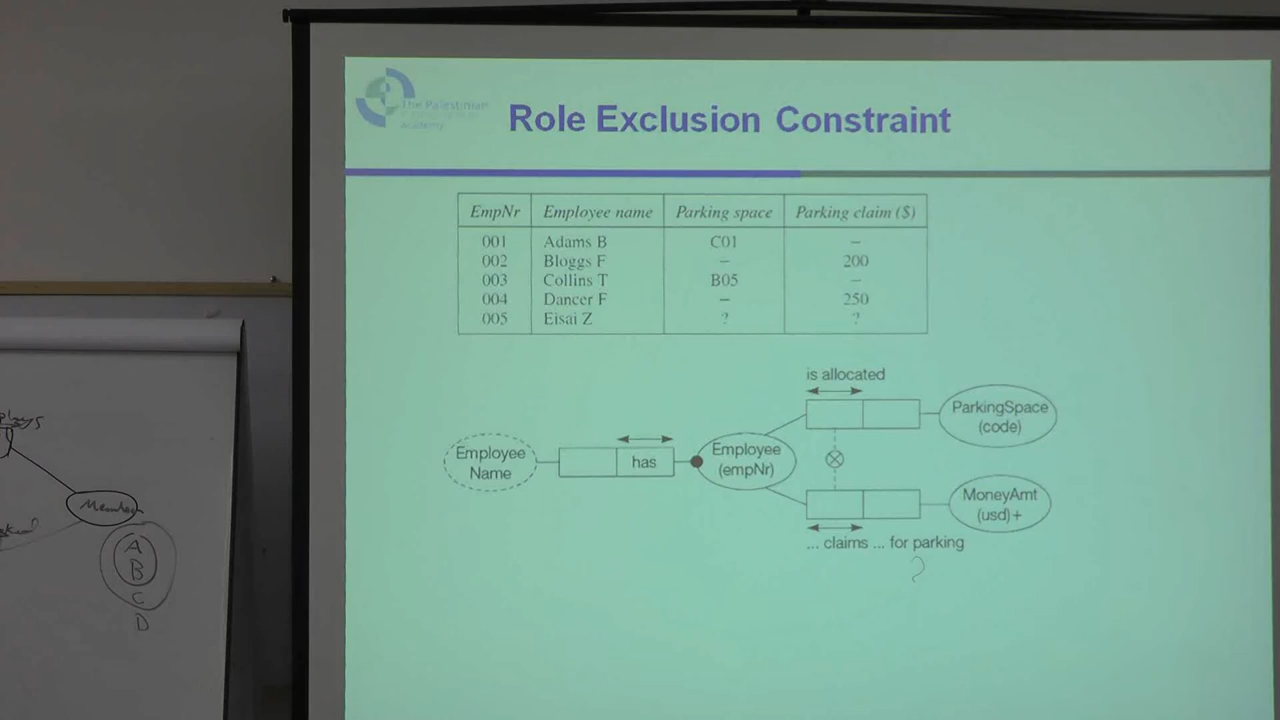 The Palestinian
academy
Role Exclusion Constraint
EmpNr Employee name Parking space Parking claim ($)
001 Adams B C01 –
002 Bloggs F – 200
003 Collins T B05 –
004 Dancer F – 250
005 Eisai Z ? ?
is allocated
ParkingSpace
(code)
Employee
Name
has
Employee
(empNr)
MoneyAmt
(usd)+
... claims ... for parking
?
Member
A
B
C
D